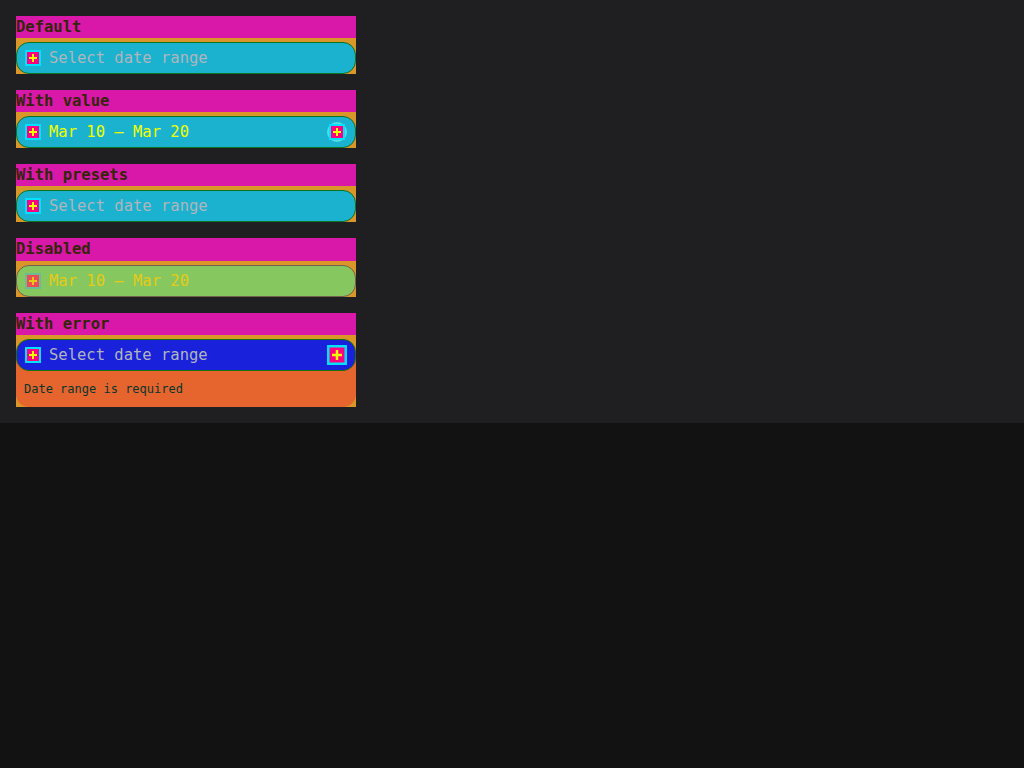 Default
Select date range
With value
Mar 10 – Mar 20
With presets
Select date range
Disabled
Mar 10 – Mar 20
With error
Select date range
Date range is required